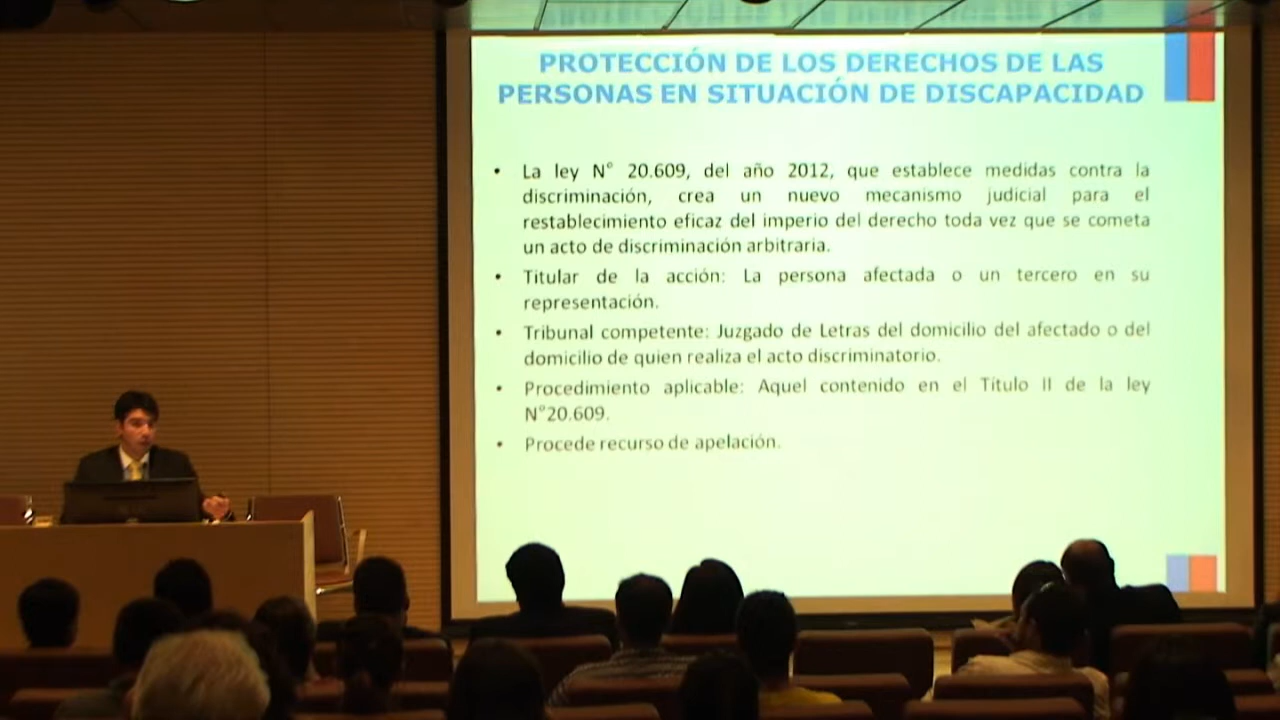 PROTECCIÓN DE LOS DERECHOS DE LAS
PERSONAS EN SITUACIÓN DE DISCAPACIDAD
• La ley N° 20.609, del año 2012, que establece medidas contra la
discriminación, crea un nuevo mecanismo judicial para el
restablecimiento eficaz del imperio del derecho toda vez que se cometa
un acto de discriminación arbitraria.
• Titular de la acción: La persona afectada o un tercero en su
representación.
• Tribunal competente: Juzgado de Letras del domicilio del afectado o del
domicilio de quien realiza el acto discriminatorio.
• Procedimiento aplicable: Aquel contenido en el Título II de la ley
N°20.609.
• Procede recurso de apelación.